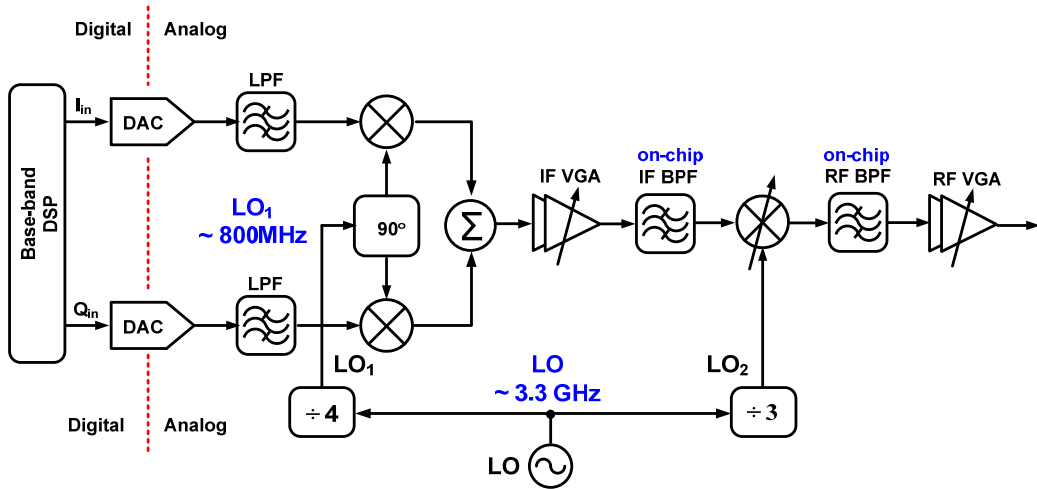 Digital
Analog
LPF
I_in
DAC
Base-band
DSP
LO₁
~ 800MHz
90°
Σ
IF VGA
on-chip
IF BPF
on-chip
RF BPF
RF VGA
LPF
Q_in
DAC
LO₁
LO
~ 3.3 GHz
LO₂
÷ 4
÷ 3
Digital
Analog
LO